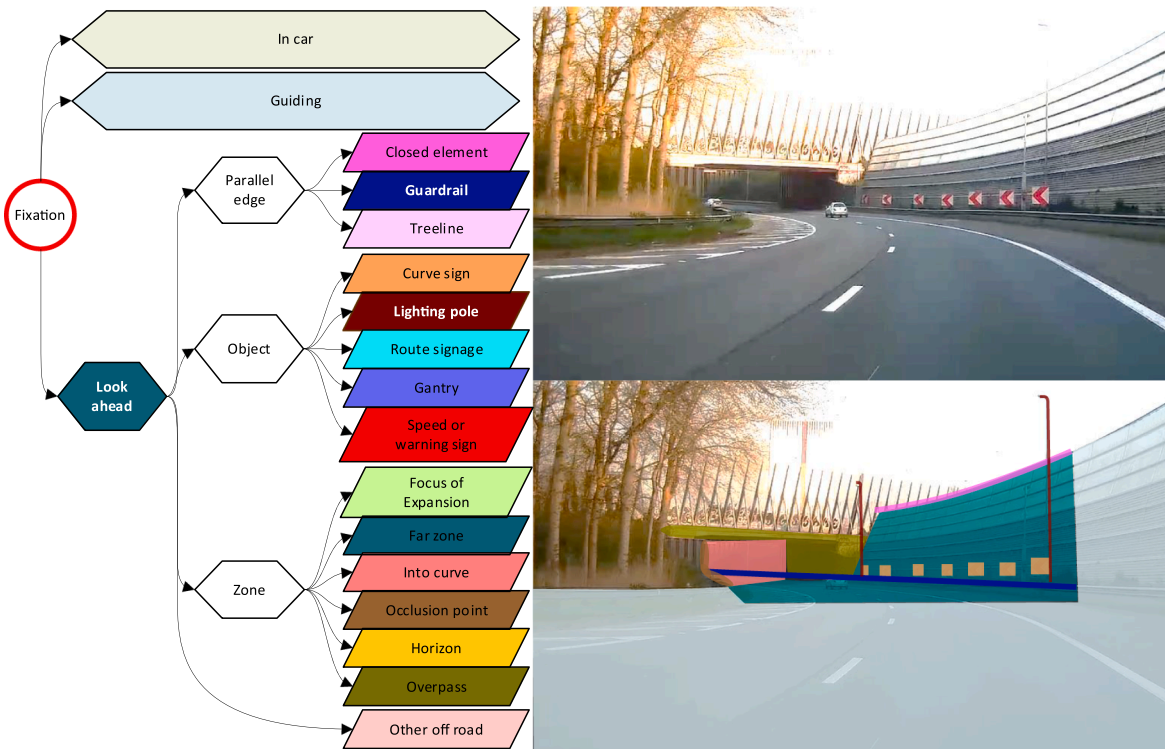 In car
Guiding
Fixation
Look
ahead
Parallel
edge
Closed element
Guardrail
Treeline
Object
Curve sign
Lighting pole
Route signage
Gantry
Speed or
warning sign
Zone
Focus of
Expansion
Far zone
Into curve
Occlusion point
Horizon
Overpass
Other off road